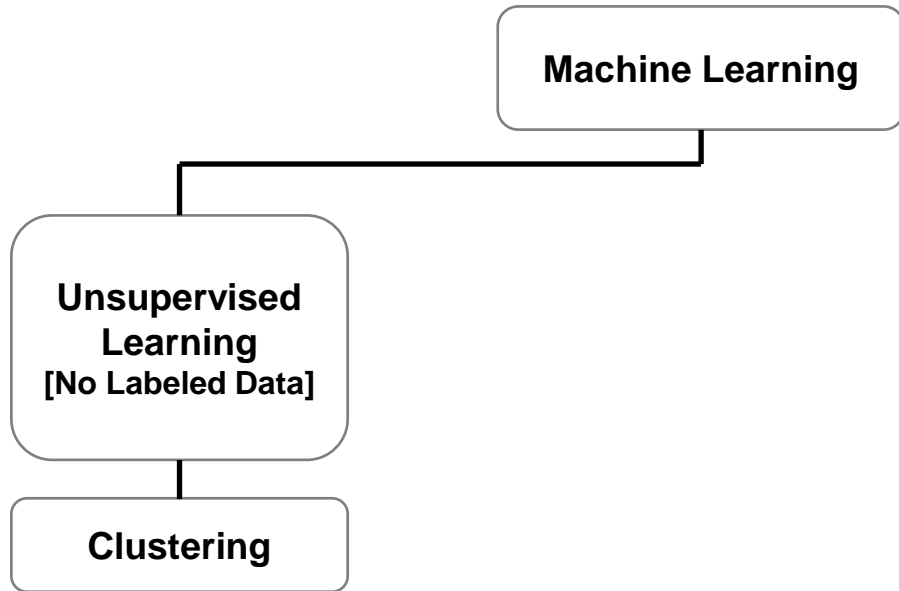 Machine Learning
Unsupervised
Learning
[No Labeled Data]
Clustering